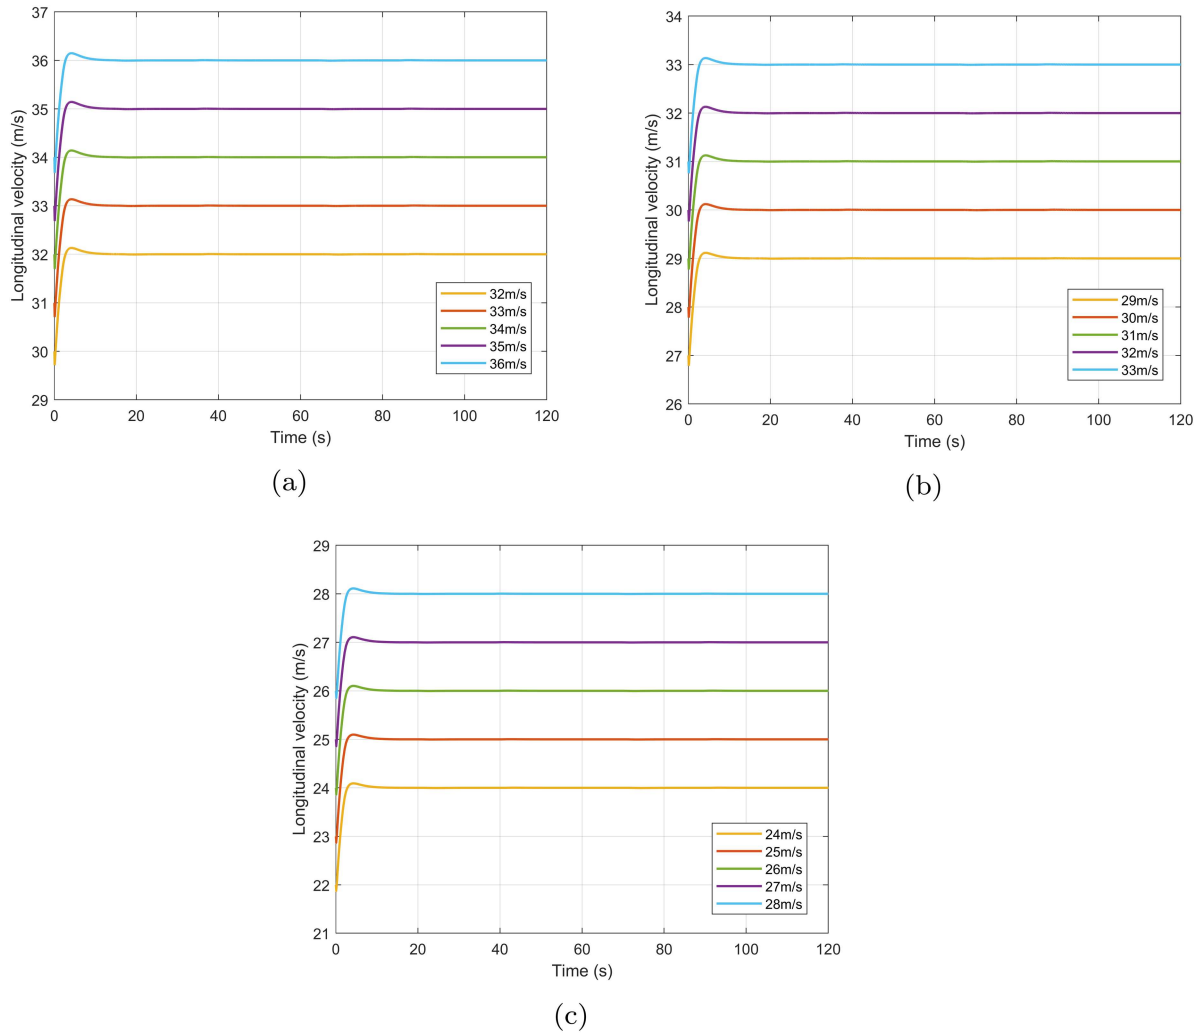 37
36
35
34
33
32
31
30
29
Longitudinal velocity (m/s)
0 20 40 60 80 100 120
Time (s)
32m/s
33m/s
34m/s
35m/s
36m/s
(a)
34
33
32
31
30
29
28
27
26
Longitudinal velocity (m/s)
0 20 40 60 80 100 120
Time (s)
29m/s
30m/s
31m/s
32m/s
33m/s
(b)
29
28
27
26
25
24
23
22
21
Longitudinal velocity (m/s)
0 20 40 60 80 100 120
Time (s)
24m/s
25m/s
26m/s
27m/s
28m/s
(c)